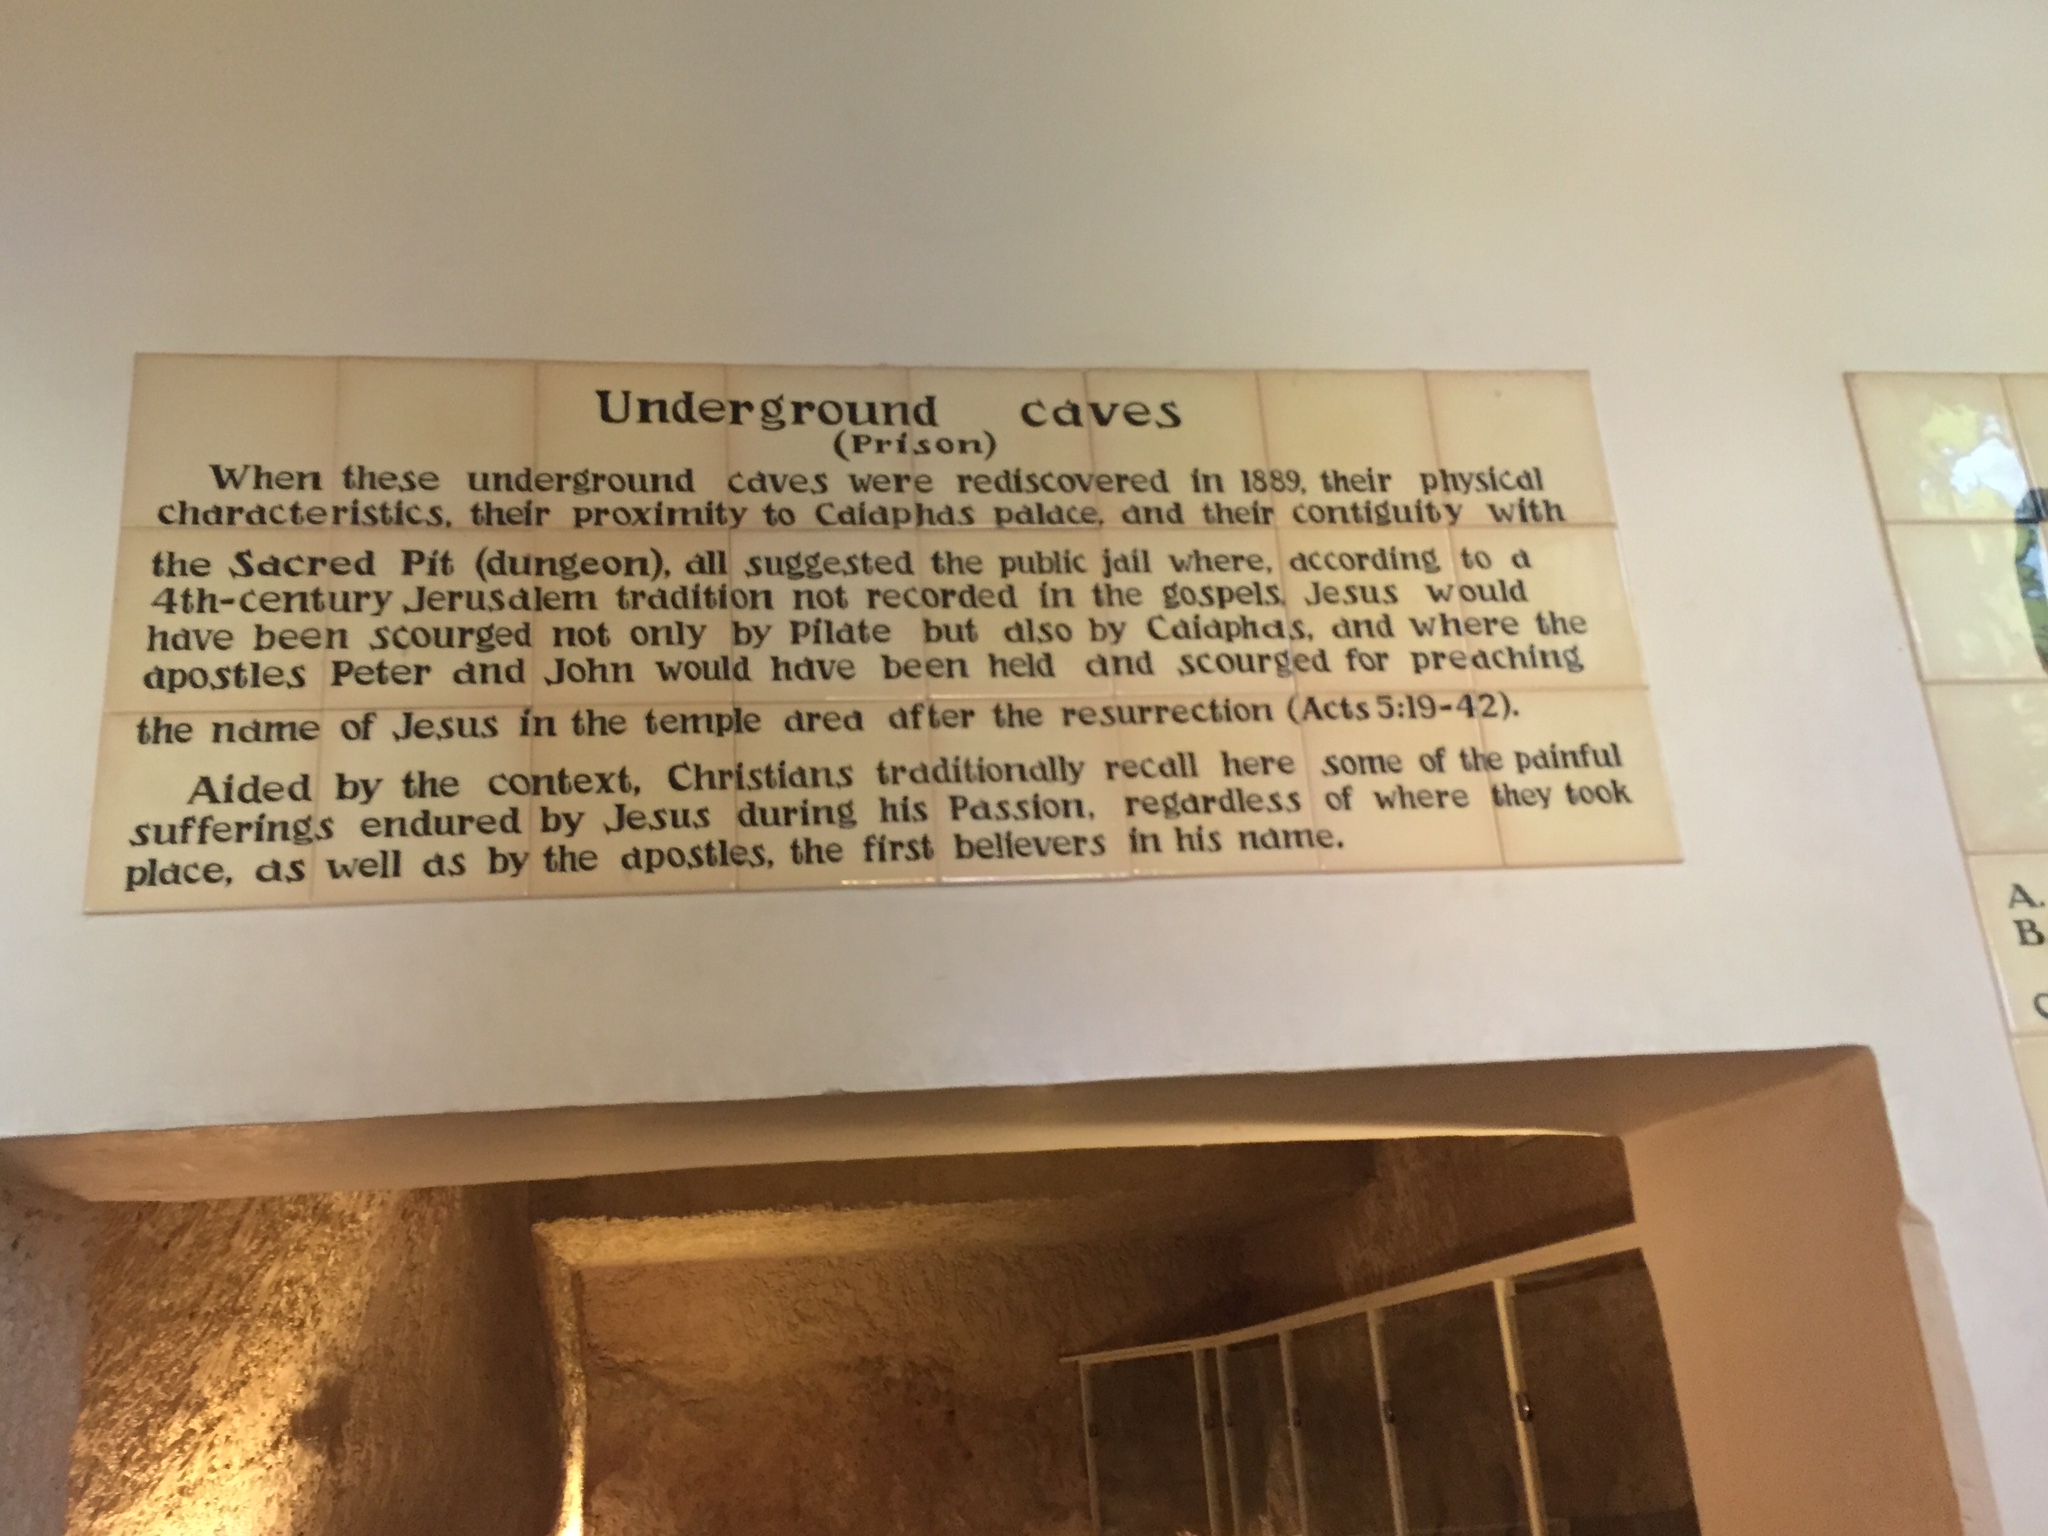 Underground caves
(Prison)
When these underground caves were rediscovered in 1889, their physical
characteristics, their proximity to Caiaphas palace, and their contiguity with
the Sacred Pit (dungeon), all suggested the public jail where, according to a
4th-century Jerusalem tradition not recorded in the gospels, Jesus would
have been scourged not only by Pilate but also by Caiaphas, and where the
apostles Peter and John would have been held and scourged for preaching
the name of Jesus in the temple area after the resurrection (Acts 5:19-42).
Aided by the context, Christians traditionally recall here some of the painful
sufferings endured by Jesus during his Passion, regardless of where they took
place, as well as by the apostles, the first believers in his name.
A.
B